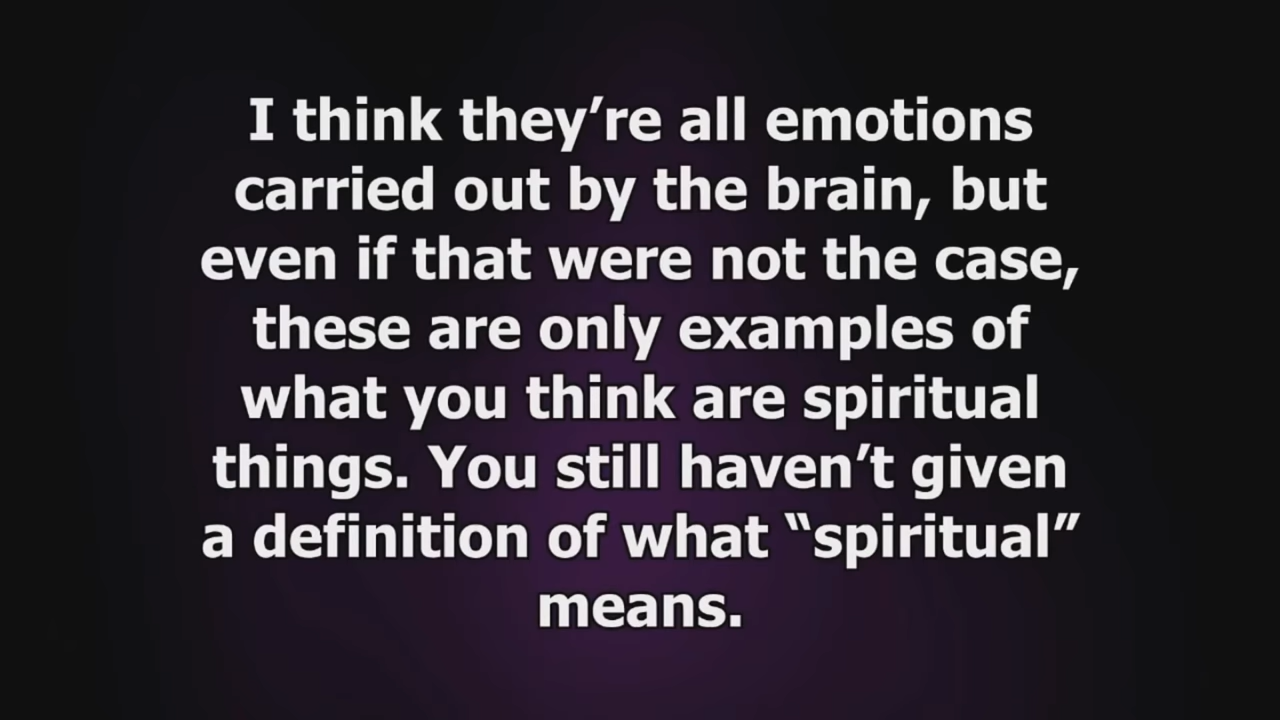 I think they’re all emotions
carried out by the brain, but
even if that were not the case,
these are only examples of
what you think are spiritual
things. You still haven’t given
a definition of what “spiritual”
means.